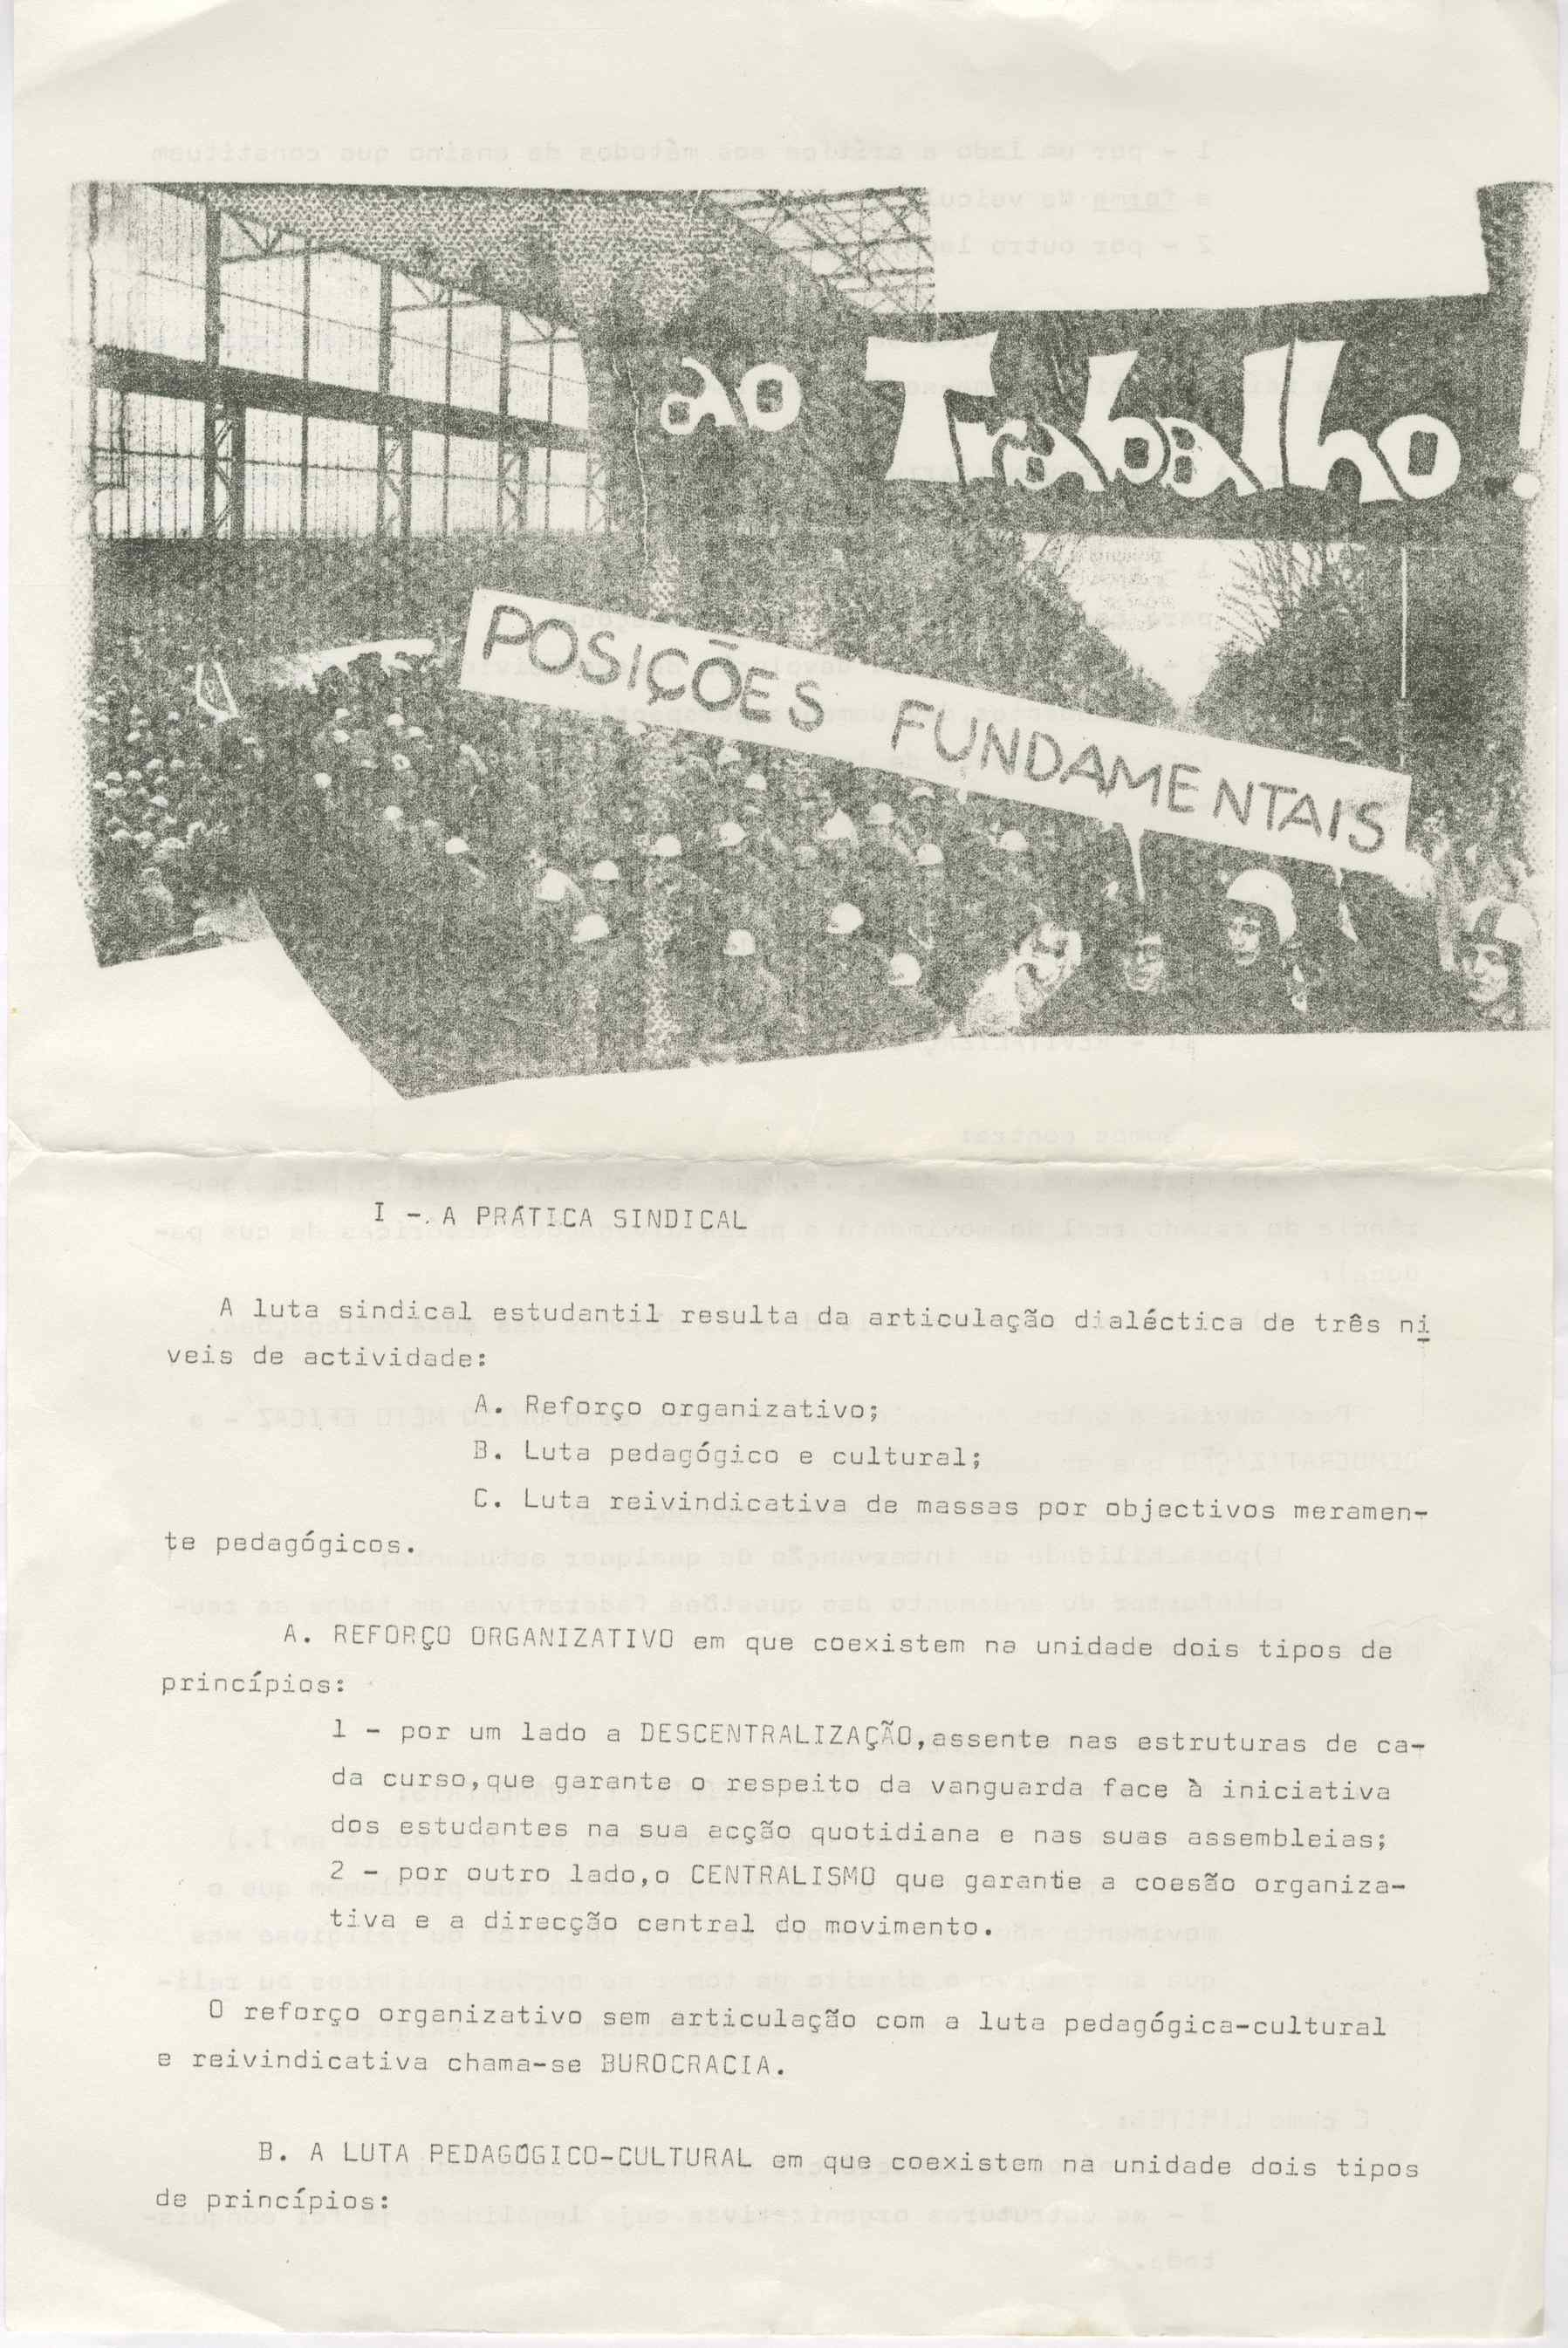 ao Trabalho!
POSIÇÕES FUNDAMENTAIS
I -. A PRÁTICA SINDICAL
A luta sindical estudantil resulta da articulação dialéctica de três ni
veis de actividade:
A. Reforço organizativo;
B. Luta pedagógico e cultural;
C. Luta reivindicativa de massas por objectivos meramen-
te pedagógicos.
A. REFORÇO ORGANIZATIVO em que coexistem na unidade dois tipos de
princípios:
1 - por um lado a DESCENTRALIZAÇÃO,assente nas estruturas de ca-
da curso,que garante o respeito da vanguarda face à iniciativa
dos estudantes na sua acção quotidiana e nas suas assembleias;
2 - por outro lado,o CENTRALISMO que garante a coesão organiza-
tiva e a direcção central do movimento.
O reforço organizativo sem articulação com a luta pedagógica-cultural
e reivindicativa chama-se BUROCRACIA.
B. A LUTA PEDAGÓGICO-CULTURAL em que coexistem na unidade dois tipos
de princípios: